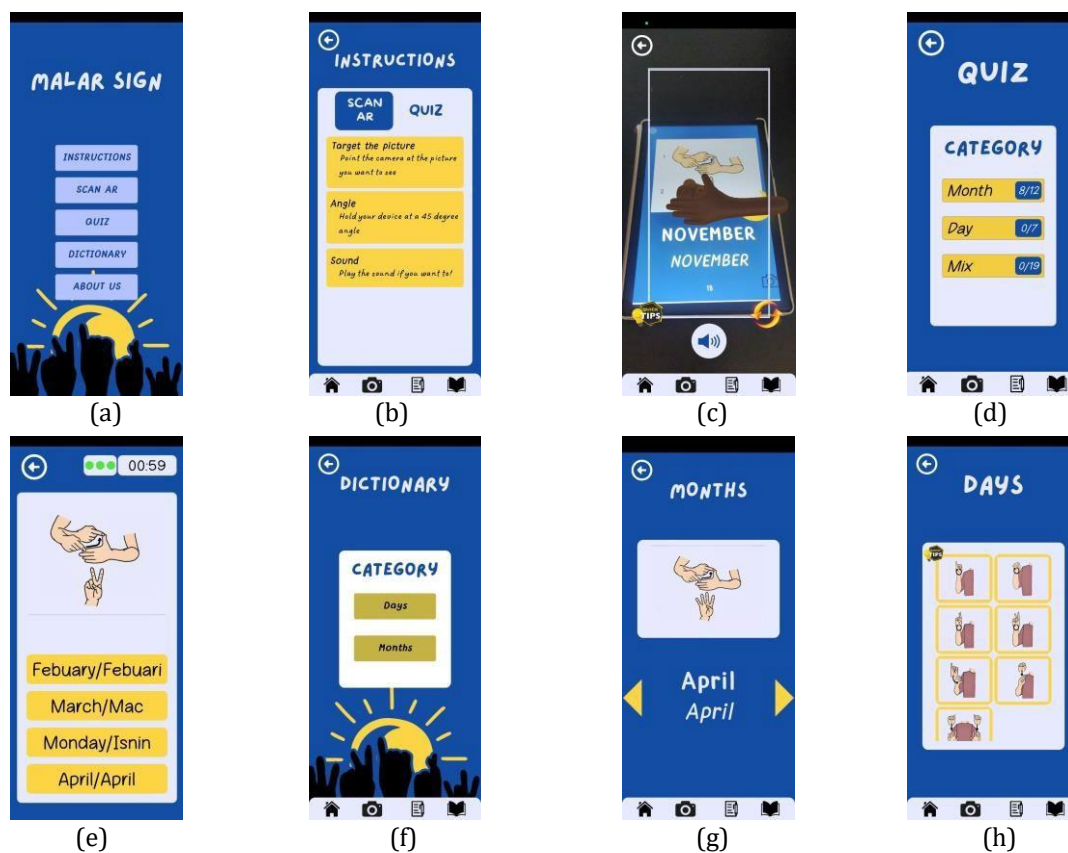 MALAR SIGN
INSTRUCTIONS
SCAN AR
QUIZ
DICTIONARY
ABOUT US
(a)
INSTRUCTIONS
SCAN
AR
QUIZ
Target the picture
Point the camera at the picture
you want to see
Angle
Hold your device at a 45 degree
angle
Sound
Play the sound if you want to!
(b)
1
2
NOVEMBER
NOVEMBER
18
TIPS
(c)
QUIZ
CATEGORY
Month 8/12
Day 0/7
Mix 0/19
(d)
00:59
Febuary/Febuari
March/Mac
Monday/Isnin
April/April
(e)
DICTIONARY
CATEGORY
Days
Months
(f)
MONTHS
April
April
(g)
DAYS
TIPS
(h)